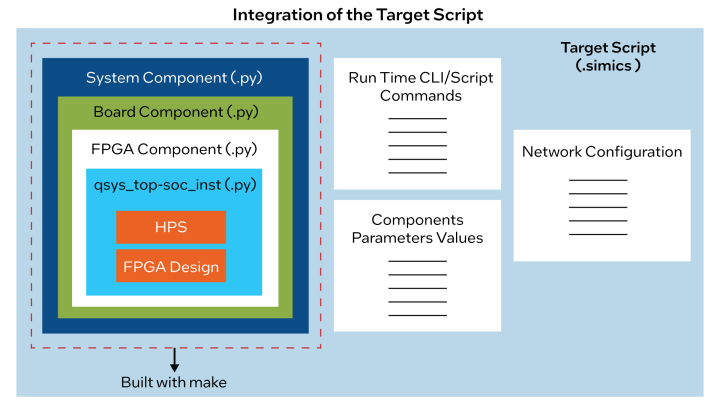 Integration of the Target Script
System Component (.py)
Board Component (.py)
FPGA Component (.py)
qsys_top-soc_inst (.py)
HPS
FPGA Design
Built with make
Run Time CLI/Script
Commands
Components
Parameters Values
Target Script
(.simics )
Network Configuration